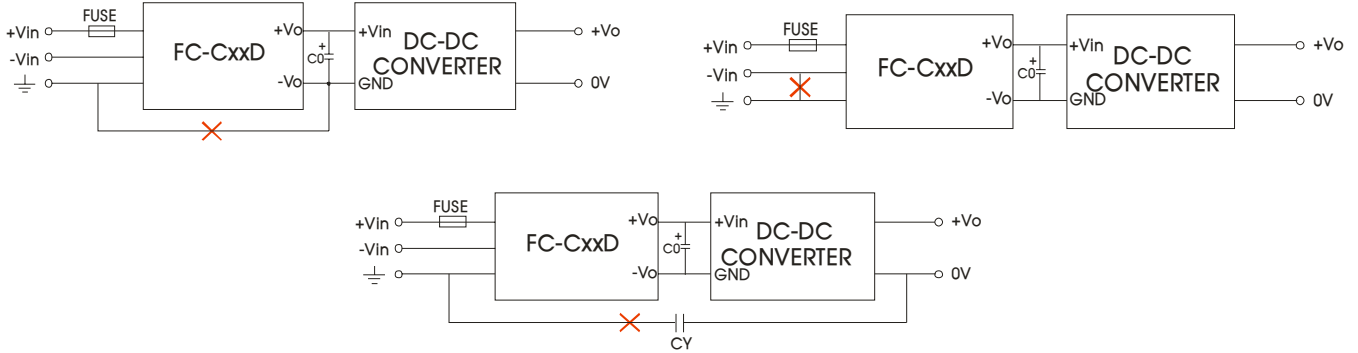 FUSE
+Vin
-Vin
FC-CxxD
+Vo
C0
+
-Vo
+Vin
DC-DC
CONVERTER
GND
+Vo
0V
FUSE
+Vin
-Vin
FC-CxxD
+Vo
C0
+
-Vo
+Vin
DC-DC
CONVERTER
GND
+Vo
0V
FUSE
+Vin
-Vin
FC-CxxD
+Vo
C0
+
-Vo
+Vin
DC-DC
CONVERTER
GND
+Vo
0V
CY